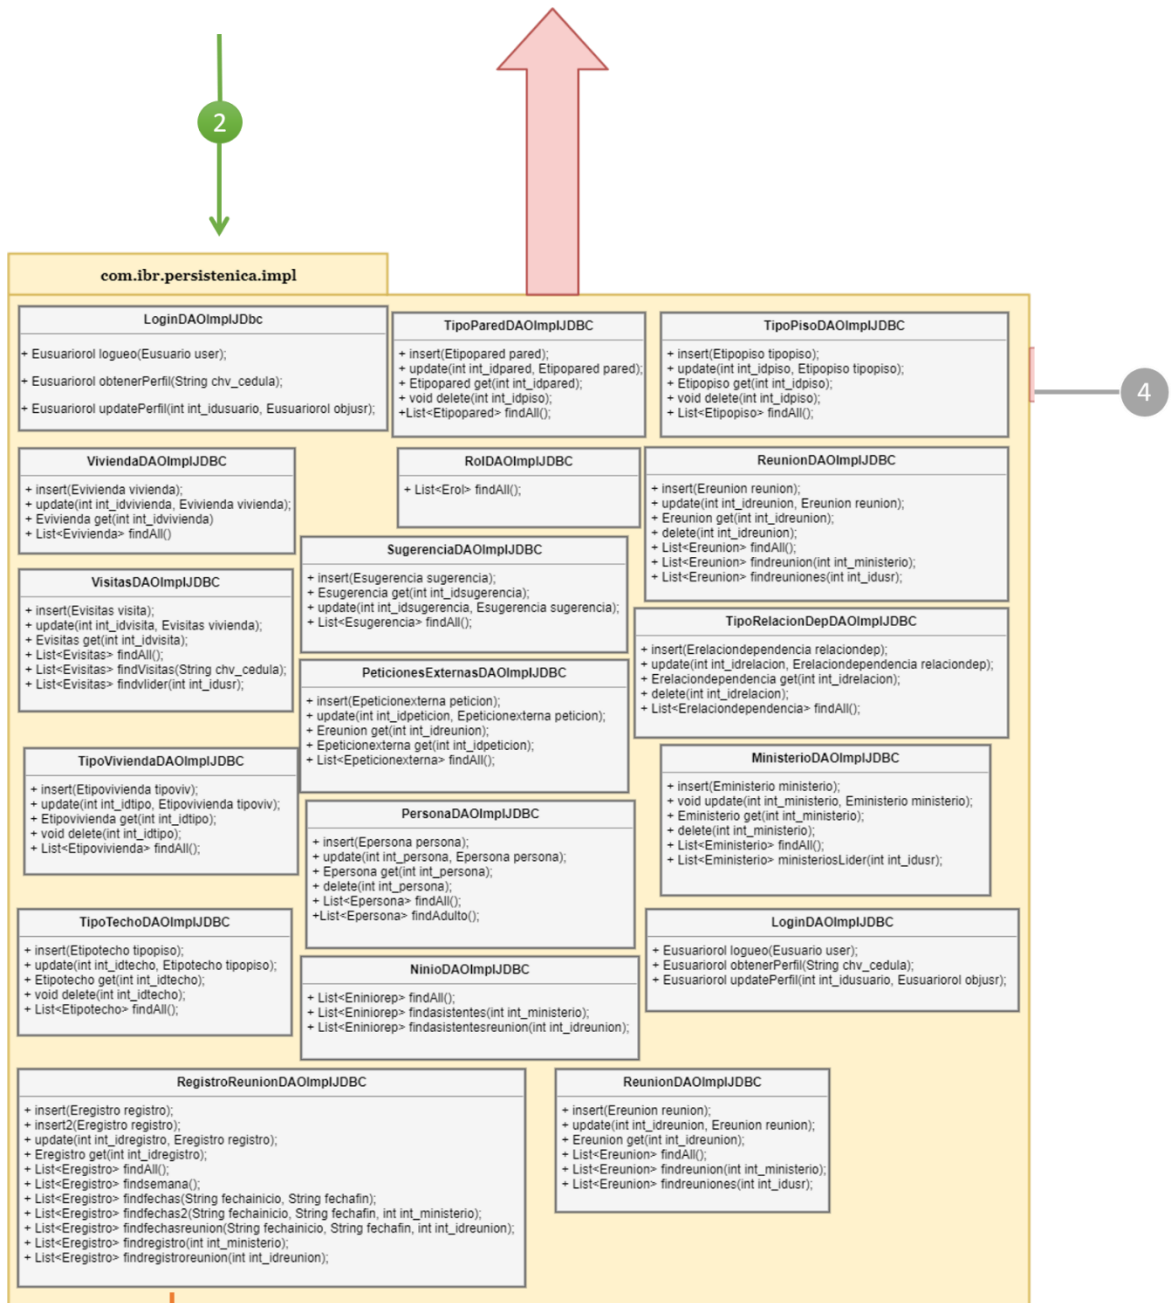 2
com.ibr.persistenica.impl
LoginDAOImplJDbc
+ Eusuariorol logueo(Eusuario user);
+ Eusuariorol obtenerPerfil(String chv_cedula);
+ Eusuariorol updatePerfil(int int_idusuario, Eusuariorol objusr);
TipoParedDAOImplJDBC
+ insert(Etipopared pared);
+ update(int int_idpared, Etipopared pared);
+ Etipopared get(int int_idpared);
+ void delete(int int_idpiso);
+List<Etipopared> findAll();
TipoPisoDAOImplJDBC
+ insert(Etipopiso tipopiso);
+ update(int int_idpiso, Etipopiso tipopiso);
+ Etipopiso get(int int_idpiso);
+ void delete(int int_idpiso);
+ List<Etipopiso> findAll();
4
ViviendaDAOImplJDBC
+ insert(Evivienda vivienda);
+ update(int int_idvivienda, Evivienda vivienda);
+ Evivienda get(int int_idvivienda)
+ List<Evivienda> findAll()
RolDAOImplJDBC
+ List<Erol> findAll();
ReunionDAOImplJDBC
+ insert(Ereunion reunion);
+ update(int int_idreunion, Ereunion reunion);
+ Ereunion get(int int_idreunion);
+ delete(int int_idreunion);
+ List<Ereunion> findAll();
+ List<Ereunion> findreunion(int int_ministerio);
+ List<Ereunion> findreuniones(int int_idusr);
SugerenciaDAOImplJDBC
+ insert(Esugerencia sugerencia);
+ Esugerencia get(int int_idsugerencia);
+ update(int int_idsugerencia, Esugerencia sugerencia);
+ List<Esugerencia> findAll();
VisitasDAOImplJDBC
+ insert(Evisitas visita);
+ update(int int_idvisita, Evisitas vivienda);
+ Evisitas get(int int_idvisita);
+ List<Evisitas> findAll();
+ List<Evisitas> findVisitas(String chv_cedula);
+ List<Evisitas> findvlider(int int_idusr);
TipoRelacionDepDAOImplJDBC
+ insert(Erelaciondependencia relaciondep);
+ update(int int_idrelacion, Erelaciondependencia relaciondep);
+ Erelaciondependencia get(int int_idrelacion);
+ delete(int int_idrelacion);
+ List<Erelaciondependencia> findAll();
PeticionesExternasDAOImplJDBC
+ insert(Epeticionexterna peticion);
+ update(int int_idpeticion, Epeticionexterna peticion);
+ Ereunion get(int int_idreunion);
+ Epeticionexterna get(int int_idpeticion);
+ List<Epeticionexterna> findAll();
TipoViviendaDAOImplJDBC
+ insert(Etipovivienda tipoviv);
+ update(int int_idtipo, Etipovivienda tipoviv);
+ Etipovivienda get(int int_idtipo);
+ void delete(int int_idtipo);
+ List<Etipovivienda> findAll();
MinisterioDAOImplJDBC
+ insert(Eministerio ministerio);
+ void update(int int_ministerio, Eministerio ministerio);
+ Eministerio get(int int_ministerio);
+ delete(int int_ministerio);
+ List<Eministerio> findAll();
+ List<Eministerio> ministeriosLider(int int_idusr);
PersonaDAOImplJDBC
+ insert(Epersona persona);
+ update(int int_persona, Epersona persona);
+ Epersona get(int int_persona);
+ delete(int int_persona);
+ List<Epersona> findAll();
+List<Epersona> findAdulto();
TipoTechoDAOImplJDBC
+ insert(Etipotecho tipopiso);
+ update(int int_idtecho, Etipotecho tipopiso);
+ Etipotecho get(int int_idtecho);
+ void delete(int int_idtecho);
+ List<Etipotecho> findAll();
LoginDAOImplJDBC
+ Eusuariorol logueo(Eusuario user);
+ Eusuariorol obtenerPerfil(String chv_cedula);
+ Eusuariorol updatePerfil(int int_idusuario, Eusuariorol objusr);
NinioDAOImplJDBC
+ List<Eniniorep> findAll();
+ List<Eniniorep> findasistentes(int int_ministerio);
+ List<Eniniorep> findasistentesreunion(int int_idreunion);
RegistroReunionDAOImplJDBC
+ insert(Eregistro registro);
+ insert2(Eregistro registro);
+ update(int int_idregistro, Eregistro registro);
+ Eregistro get(int int_idregistro);
+ List<Eregistro> findAll();
+ List<Eregistro> findsemana();
+ List<Eregistro> findfechas(String fechainicio, String fechafin);
+ List<Eregistro> findfechas2(String fechainicio, String fechafin, int int_ministerio);
+ List<Eregistro> findfechasreunion(String fechainicio, String fechafin, int int_idreunion);
+ List<Eregistro> findregistro(int int_ministerio);
+ List<Eregistro> findregistroreunion(int int_idreunion);
ReunionDAOImplJDBC
+ insert(Ereunion reunion);
+ update(int int_idreunion, Ereunion reunion);
+ Ereunion get(int int_idreunion);
+ List<Ereunion> findAll();
+ List<Ereunion> findreunion(int int_ministerio);
+ List<Ereunion> findreuniones(int int_idusr);